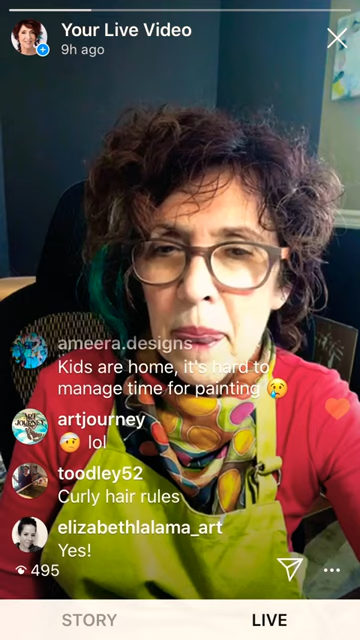 Your Live Video
9h ago
ameera.designs
Kids are home, it's hard to
manage time for painting 😢
artjourney
🤕 lol
toodley52
Curly hair rules
elizabethlalama_art
Yes!
495
STORY
LIVE